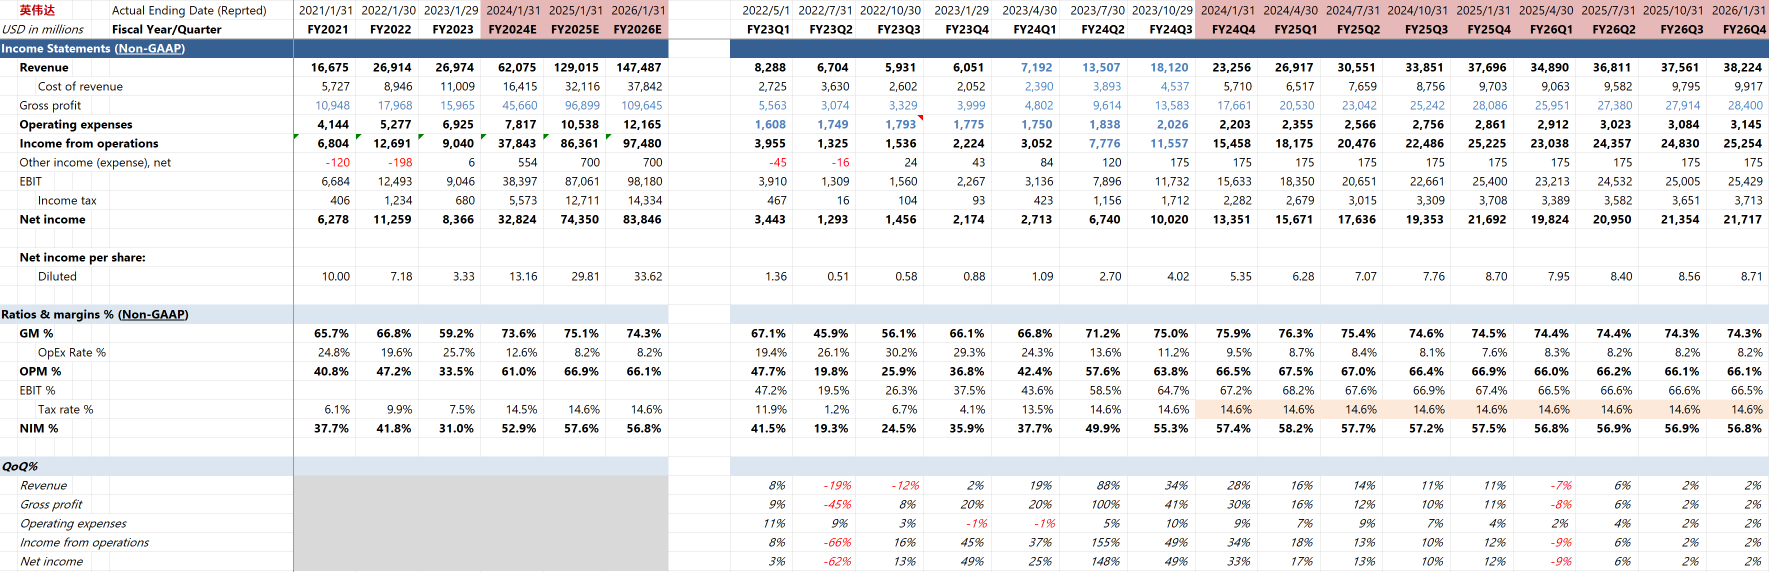 英伟达 Actual Ending Date (Reprted) 2021/1/31 2022/1/30 2023/1/29 2024/1/31 2025/1/31 2026/1/31 2022/5/1 2022/7/31 2022/10/30 2023/1/29 2023/4/30 2023/7/30 2023/10/29 2024/1/31 2024/4/30 2024/7/31 2024/10/31 2025/1/31 2025/4/30 2025/7/31 2025/10/31 2026/1/31
USD in millions Fiscal Year/Quarter FY2021 FY2022 FY2023 FY2024E FY2025E FY2026E FY23Q1 FY23Q2 FY23Q3 FY23Q4 FY24Q1 FY24Q2 FY24Q3 FY24Q4 FY25Q1 FY25Q2 FY25Q3 FY25Q4 FY26Q1 FY26Q2 FY26Q3 FY26Q4
Income Statements (Non-GAAP)
Revenue 16,675 26,914 26,974 62,075 129,015 147,487 8,288 6,704 5,931 6,051 7,192 13,507 18,120 23,256 26,917 30,551 33,851 37,696 34,890 36,811 37,561 38,224
Cost of revenue 5,727 8,946 11,009 16,415 32,116 37,842 2,725 3,630 2,602 2,052 2,390 3,893 4,537 5,710 6,517 7,659 8,756 9,703 9,063 9,582 9,795 9,917
Gross profit 10,948 17,968 15,965 45,660 96,899 109,645 5,563 3,074 3,329 3,999 4,802 9,614 13,583 17,661 20,530 23,042 25,242 28,086 25,951 27,380 27,914 28,400
Operating expenses 4,144 5,277 6,925 7,817 10,538 12,165 1,608 1,749 1,793 1,775 1,750 1,838 2,026 2,203 2,355 2,566 2,756 2,861 2,912 3,023 3,084 3,145
Income from operations 6,804 12,691 9,040 37,843 86,361 97,480 3,955 1,325 1,536 2,224 3,052 7,776 11,557 15,458 18,175 20,476 22,486 25,225 23,038 24,357 24,830 25,254
Other income (expense), net -120 -198 6 554 700 700 -45 -16 24 43 84 120 175 175 175 175 175 175 175 175 175 175
EBIT 6,684 12,493 9,046 38,397 87,061 98,180 3,910 1,309 1,560 2,267 3,136 7,896 11,732 15,633 18,350 20,651 22,661 25,400 23,213 24,532 25,005 25,429
Income tax 406 1,234 680 5,573 12,711 14,334 467 16 104 93 423 1,156 1,712 2,282 2,679 3,015 3,309 3,708 3,389 3,582 3,651 3,713
Net income 6,278 11,259 8,366 32,824 74,350 83,846 3,443 1,293 1,456 2,174 2,713 6,740 10,020 13,351 15,671 17,636 19,353 21,692 19,824 20,950 21,354 21,717
Net income per share:
Diluted 10.00 7.18 3.33 13.16 29.81 33.62 1.36 0.51 0.58 0.88 1.09 2.70 4.02 5.35 6.28 7.07 7.76 8.70 7.95 8.40 8.56 8.71
Ratios & margins % (Non-GAAP)
GM % 65.7% 66.8% 59.2% 73.6% 75.1% 74.3% 67.1% 45.9% 56.1% 66.1% 66.8% 71.2% 75.0% 75.9% 76.3% 75.4% 74.6% 74.5% 74.4% 74.4% 74.3% 74.3%
OpEx Rate % 24.8% 19.6% 25.7% 12.6% 8.2% 8.2% 19.4% 26.1% 30.2% 29.3% 24.3% 13.6% 11.2% 9.5% 8.7% 8.4% 8.1% 7.6% 8.3% 8.2% 8.2% 8.2%
OPM % 40.8% 47.2% 33.5% 61.0% 66.9% 66.1% 47.7% 19.8% 25.9% 36.8% 42.4% 57.6% 63.8% 66.5% 67.5% 67.0% 66.4% 66.9% 66.0% 66.2% 66.1% 66.1%
EBIT % 47.2% 19.5% 26.3% 37.5% 43.6% 58.5% 64.7% 67.2% 68.2% 67.6% 66.9% 67.4% 66.5% 66.6% 66.6% 66.5%
Tax rate % 6.1% 9.9% 7.5% 14.5% 14.6% 14.6% 11.9% 1.2% 6.7% 4.1% 13.5% 14.6% 14.6% 14.6% 14.6% 14.6% 14.6% 14.6% 14.6% 14.6% 14.6% 14.6%
NIM % 37.7% 41.8% 31.0% 52.9% 57.6% 56.8% 41.5% 19.3% 24.5% 35.9% 37.7% 49.9% 55.3% 57.4% 58.2% 57.7% 57.2% 57.5% 56.8% 56.9% 56.9% 56.8%
QoQ%
Revenue 8% -19% -12% 2% 19% 88% 34% 28% 16% 14% 11% 11% -7% 6% 2% 2%
Gross profit 9% -45% 8% 20% 20% 100% 41% 30% 16% 12% 10% 11% -8% 6% 2% 2%
Operating expenses 11% 9% 3% -1% -1% 5% 10% 9% 7% 9% 7% 4% 2% 4% 2% 2%
Income from operations 8% -66% 16% 45% 37% 155% 49% 34% 18% 13% 10% 12% -9% 6% 2% 2%
Net income 3% -62% 13% 49% 25% 148% 49% 33% 17% 13% 10% 12% -9% 6% 2% 2%